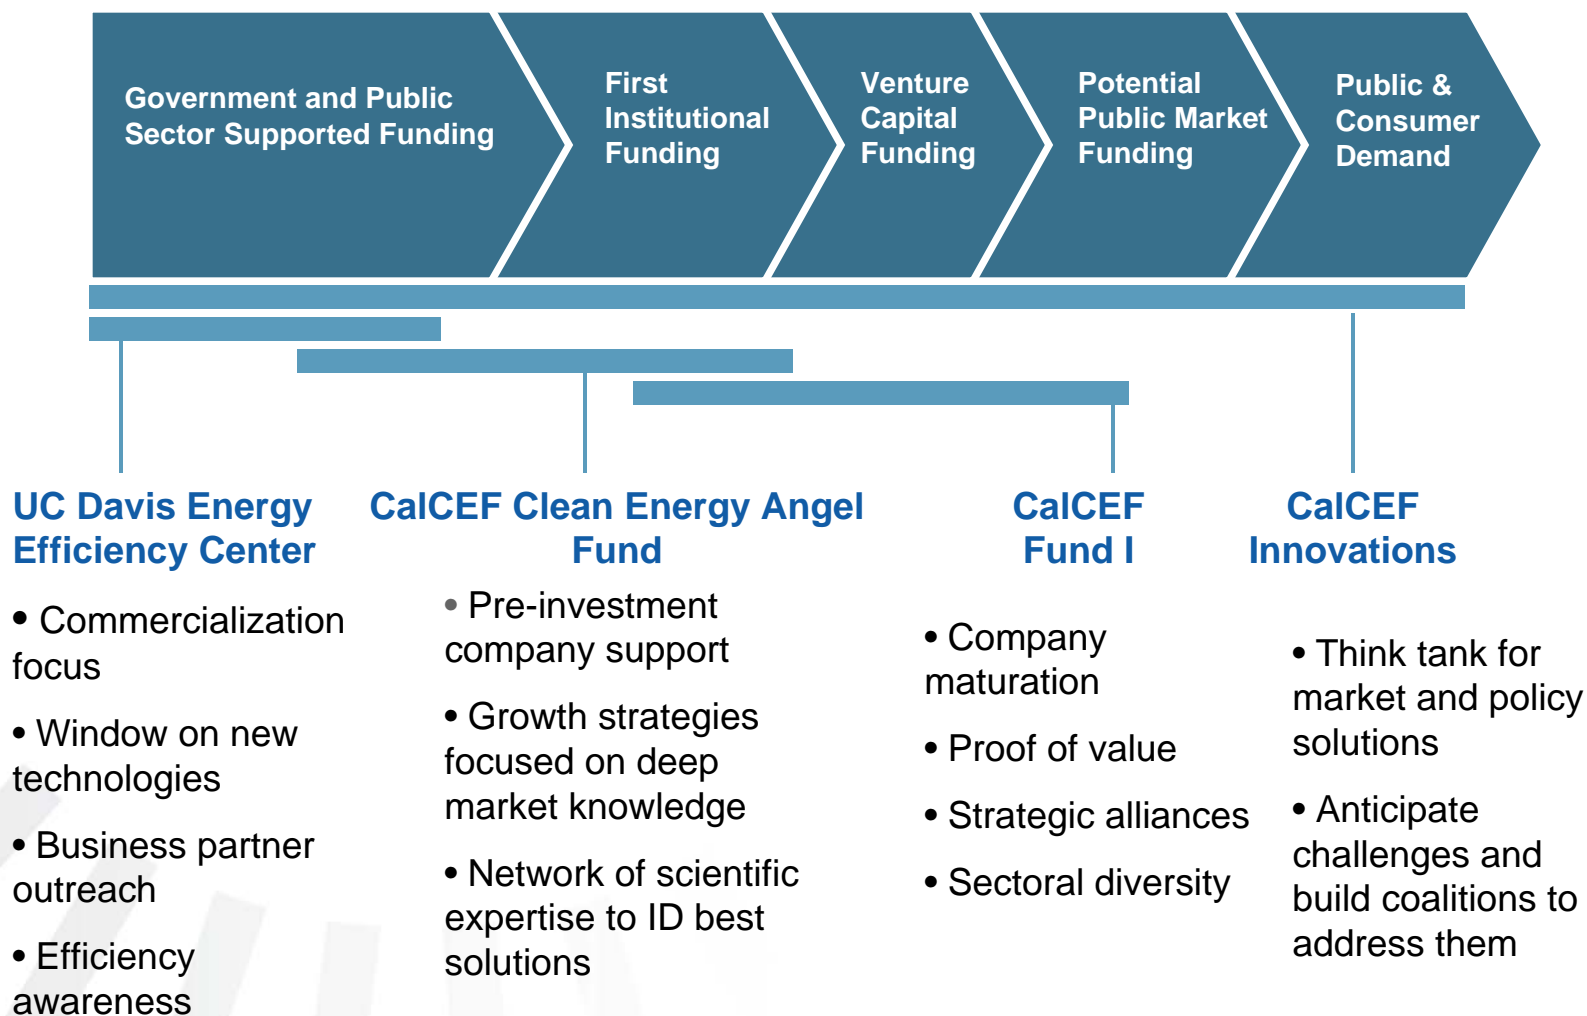 Government and Public
Sector Supported Funding
First
Institutional
Funding
Venture
Capital
Funding
Potential
Public Market
Funding
Public &
Consumer
Demand
UC Davis Energy
Efficiency Center
• Commercialization
focus
• Window on new
technologies
• Business partner
outreach
• Efficiency
awareness
CalCEF Clean Energy Angel
Fund
• Pre-investment
company support
• Growth strategies
focused on deep
market knowledge
• Network of scientific
expertise to ID best
solutions
CalCEF
Fund I
• Company
maturation
• Proof of value
• Strategic alliances
• Sectoral diversity
CalCEF
Innovations
• Think tank for
market and policy
solutions
• Anticipate
challenges and
build coalitions to
address them